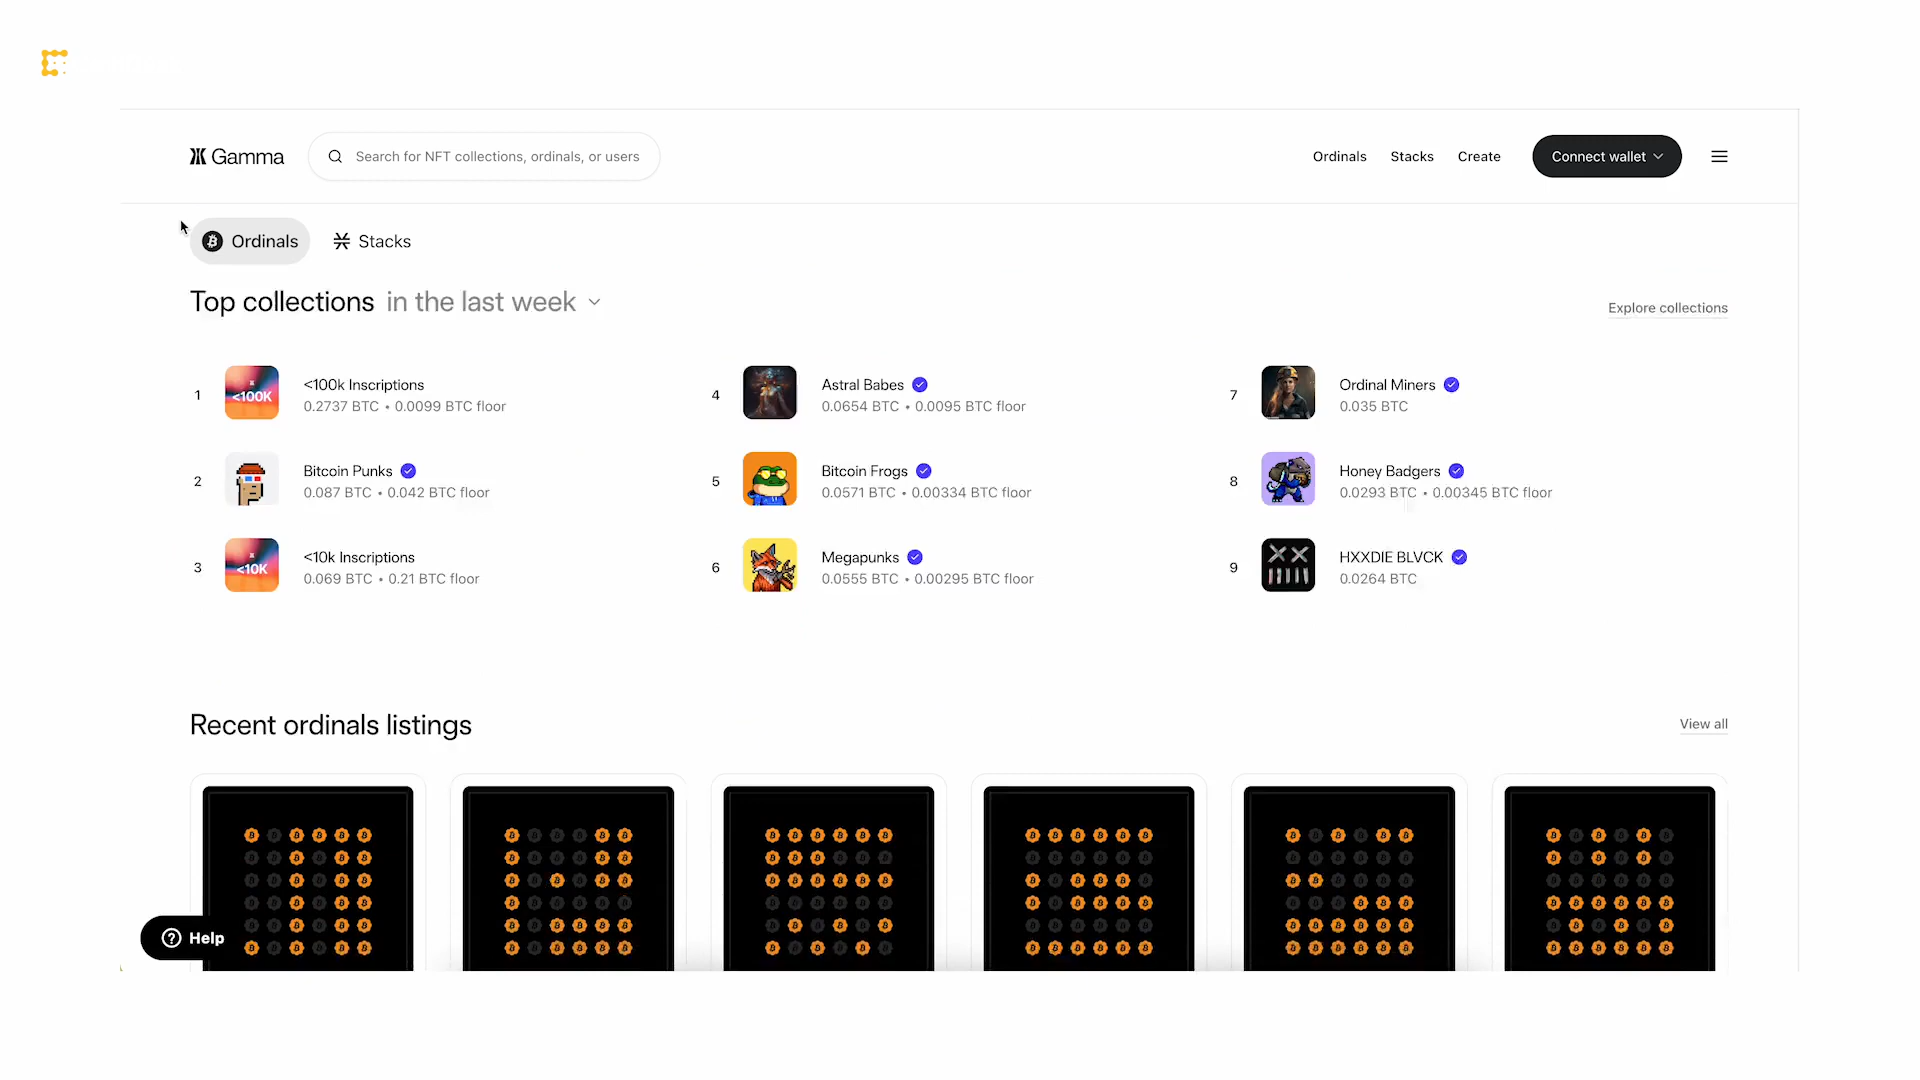 Gamma
Search for NFT collections, ordinals, or users
Ordinals
Stacks
Create
Connect wallet
Ordinals
Stacks
Top collections in the last week
Explore collections
1
<100K
<100k Inscriptions
0.2737 BTC • 0.0099 BTC floor
2
Bitcoin Punks
0.087 BTC • 0.042 BTC floor
3
<10K
<10k Inscriptions
0.069 BTC • 0.21 BTC floor
4
Astral Babes
0.0654 BTC • 0.0095 BTC floor
5
Bitcoin Frogs
0.0571 BTC • 0.00334 BTC floor
6
Megapunks
0.0555 BTC • 0.00295 BTC floor
7
Ordinal Miners
0.035 BTC
8
Honey Badgers
0.0293 BTC • 0.00345 BTC floor
9
HXXDIE BLVCK
0.0264 BTC
Recent ordinals listings
View all
Help